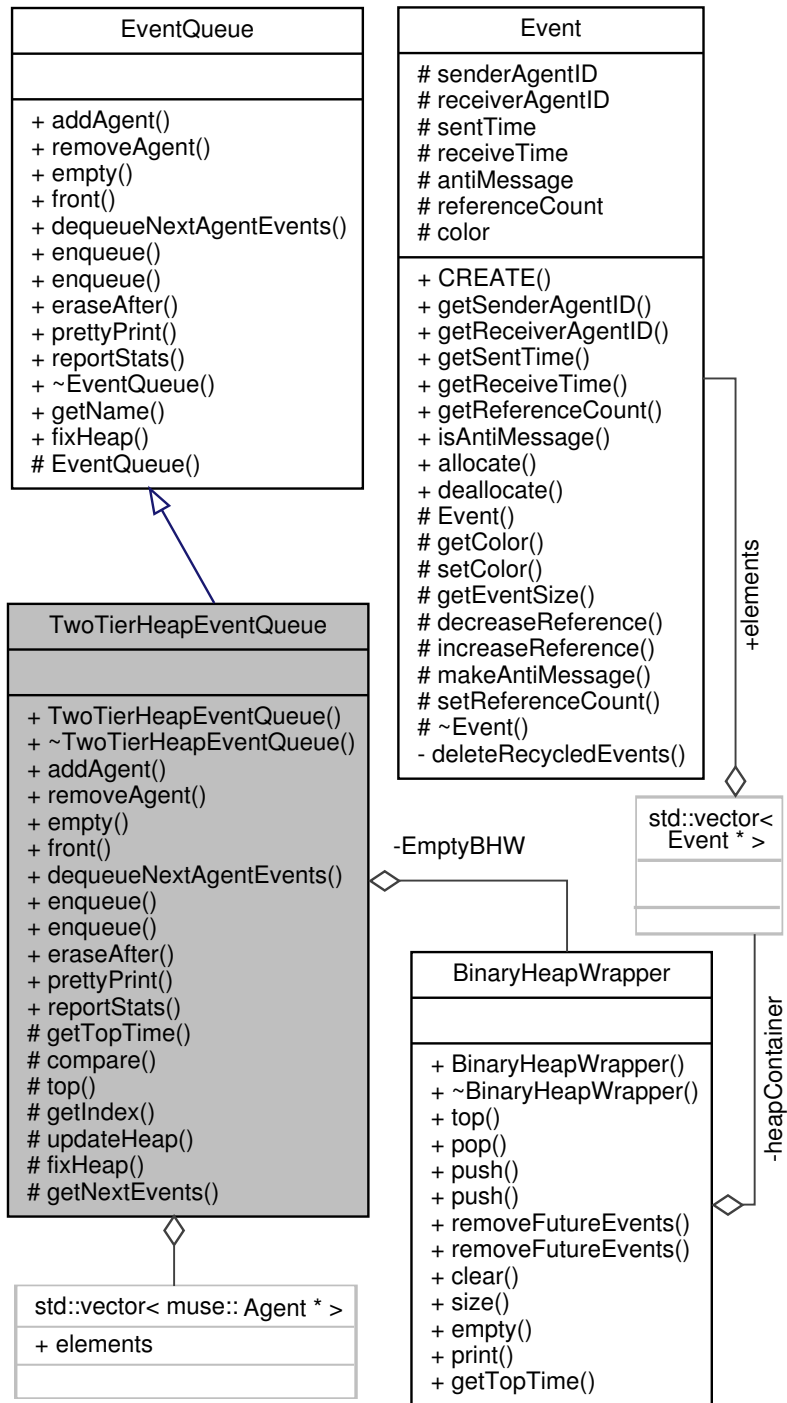 EventQueue
+ addAgent()
+ removeAgent()
+ empty()
+ front()
+ dequeueNextAgentEvents()
+ enqueue()
+ enqueue()
+ eraseAfter()
+ prettyPrint()
+ reportStats()
+ ~EventQueue()
+ getName()
+ fixHeap()
# EventQueue()
Event
# senderAgentID
# receiverAgentID
# sentTime
# receiveTime
# antiMessage
# referenceCount
# color
+ CREATE()
+ getSenderAgentID()
+ getReceiverAgentID()
+ getSentTime()
+ getReceiveTime()
+ getReferenceCount()
+ isAntiMessage()
+ allocate()
+ deallocate()
# Event()
# getColor()
# setColor()
# getEventSize()
# decreaseReference()
# increaseReference()
# makeAntiMessage()
# setReferenceCount()
# ~Event()
- deleteRecycledEvents()
+elements
TwoTierHeapEventQueue
+ TwoTierHeapEventQueue()
+ ~TwoTierHeapEventQueue()
+ addAgent()
+ removeAgent()
+ empty()
+ front()
+ dequeueNextAgentEvents()
+ enqueue()
+ enqueue()
+ eraseAfter()
+ prettyPrint()
+ reportStats()
# getTopTime()
# compare()
# top()
# getIndex()
# updateHeap()
# fixHeap()
# getNextEvents()
-EmptyBHW
std::vector<
Event * >
-heapContainer
BinaryHeapWrapper
+ BinaryHeapWrapper()
+ ~BinaryHeapWrapper()
+ top()
+ pop()
+ push()
+ push()
+ removeFutureEvents()
+ removeFutureEvents()
+ clear()
+ size()
+ empty()
+ print()
+ getTopTime()
std::vector< muse:: Agent * >
+ elements